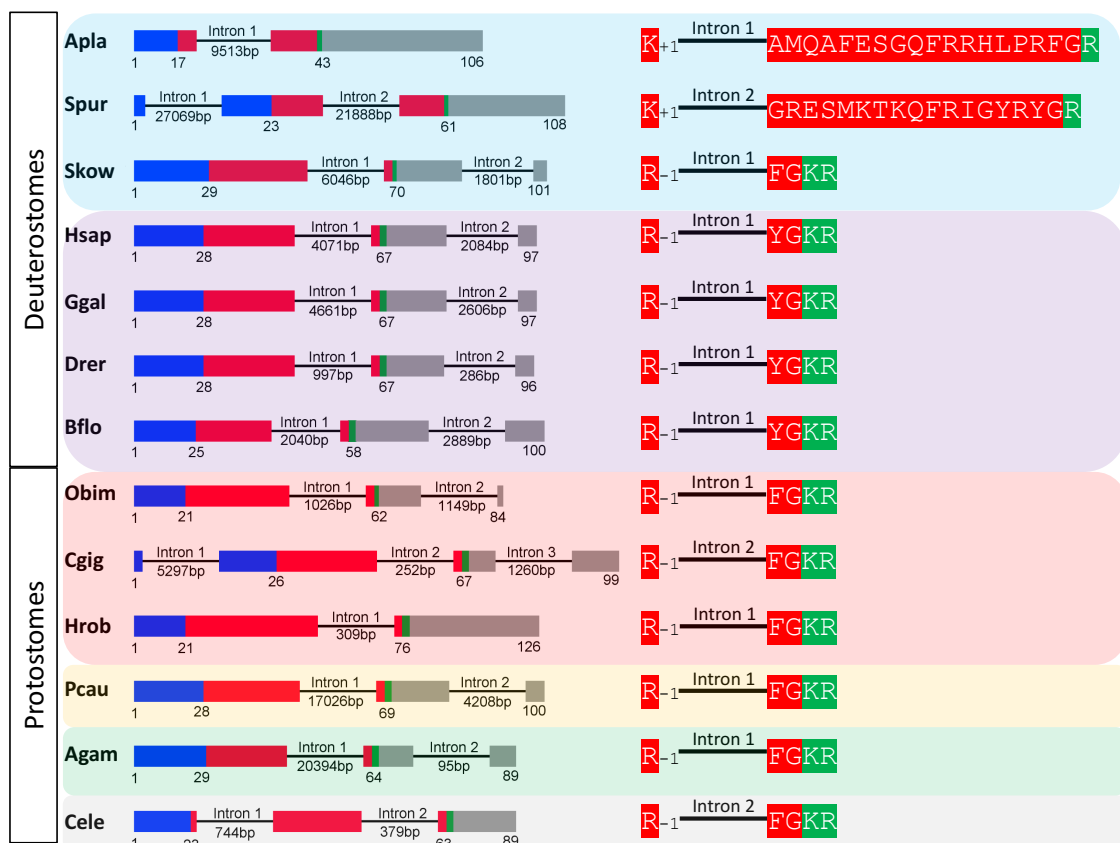 Deuterostomes
Protostomes
Apla
Intron 1
9513bp
1 17 43 106
K+1 Intron 1 AMQAFESGQFRRHLPRFGR
Spur
Intron 1 Intron 2
27069bp 21888bp
1 23 61 108
K+1 Intron 2 GRESMKTKQFRIGYRYGR
Skow
Intron 1 Intron 2
6046bp 1801bp
1 29 70 101
R-1 Intron 1 FGKR
Hsap
Intron 1 Intron 2
4071bp 2084bp
1 28 67 97
R-1 Intron 1 YGKR
Ggal
Intron 1 Intron 2
4661bp 2606bp
1 28 67 97
R-1 Intron 1 YGKR
Drer
Intron 1 Intron 2
997bp 286bp
1 28 67 96
R-1 Intron 1 YGKR
Bflo
Intron 1 Intron 2
2040bp 2889bp
1 25 58 100
R-1 Intron 1 YGKR
Obim
Intron 1 Intron 2
1026bp 1149bp
1 21 62 84
R-1 Intron 1 FGKR
Cgig
Intron 1 Intron 2 Intron 3
5297bp 252bp 1260bp
1 26 67 99
R-1 Intron 2 FGKR
Hrob
Intron 1
309bp
1 21 76 126
R-1 Intron 1 FGKR
Pcau
Intron 1 Intron 2
17026bp 4208bp
1 28 69 100
R-1 Intron 1 FGKR
Agam
Intron 1 Intron 2
20394bp 95bp
1 29 64 89
R-1 Intron 1 FGKR
Cele
Intron 1 Intron 2
744bp 379bp
1 63 89
R-1 Intron 2 FGKR